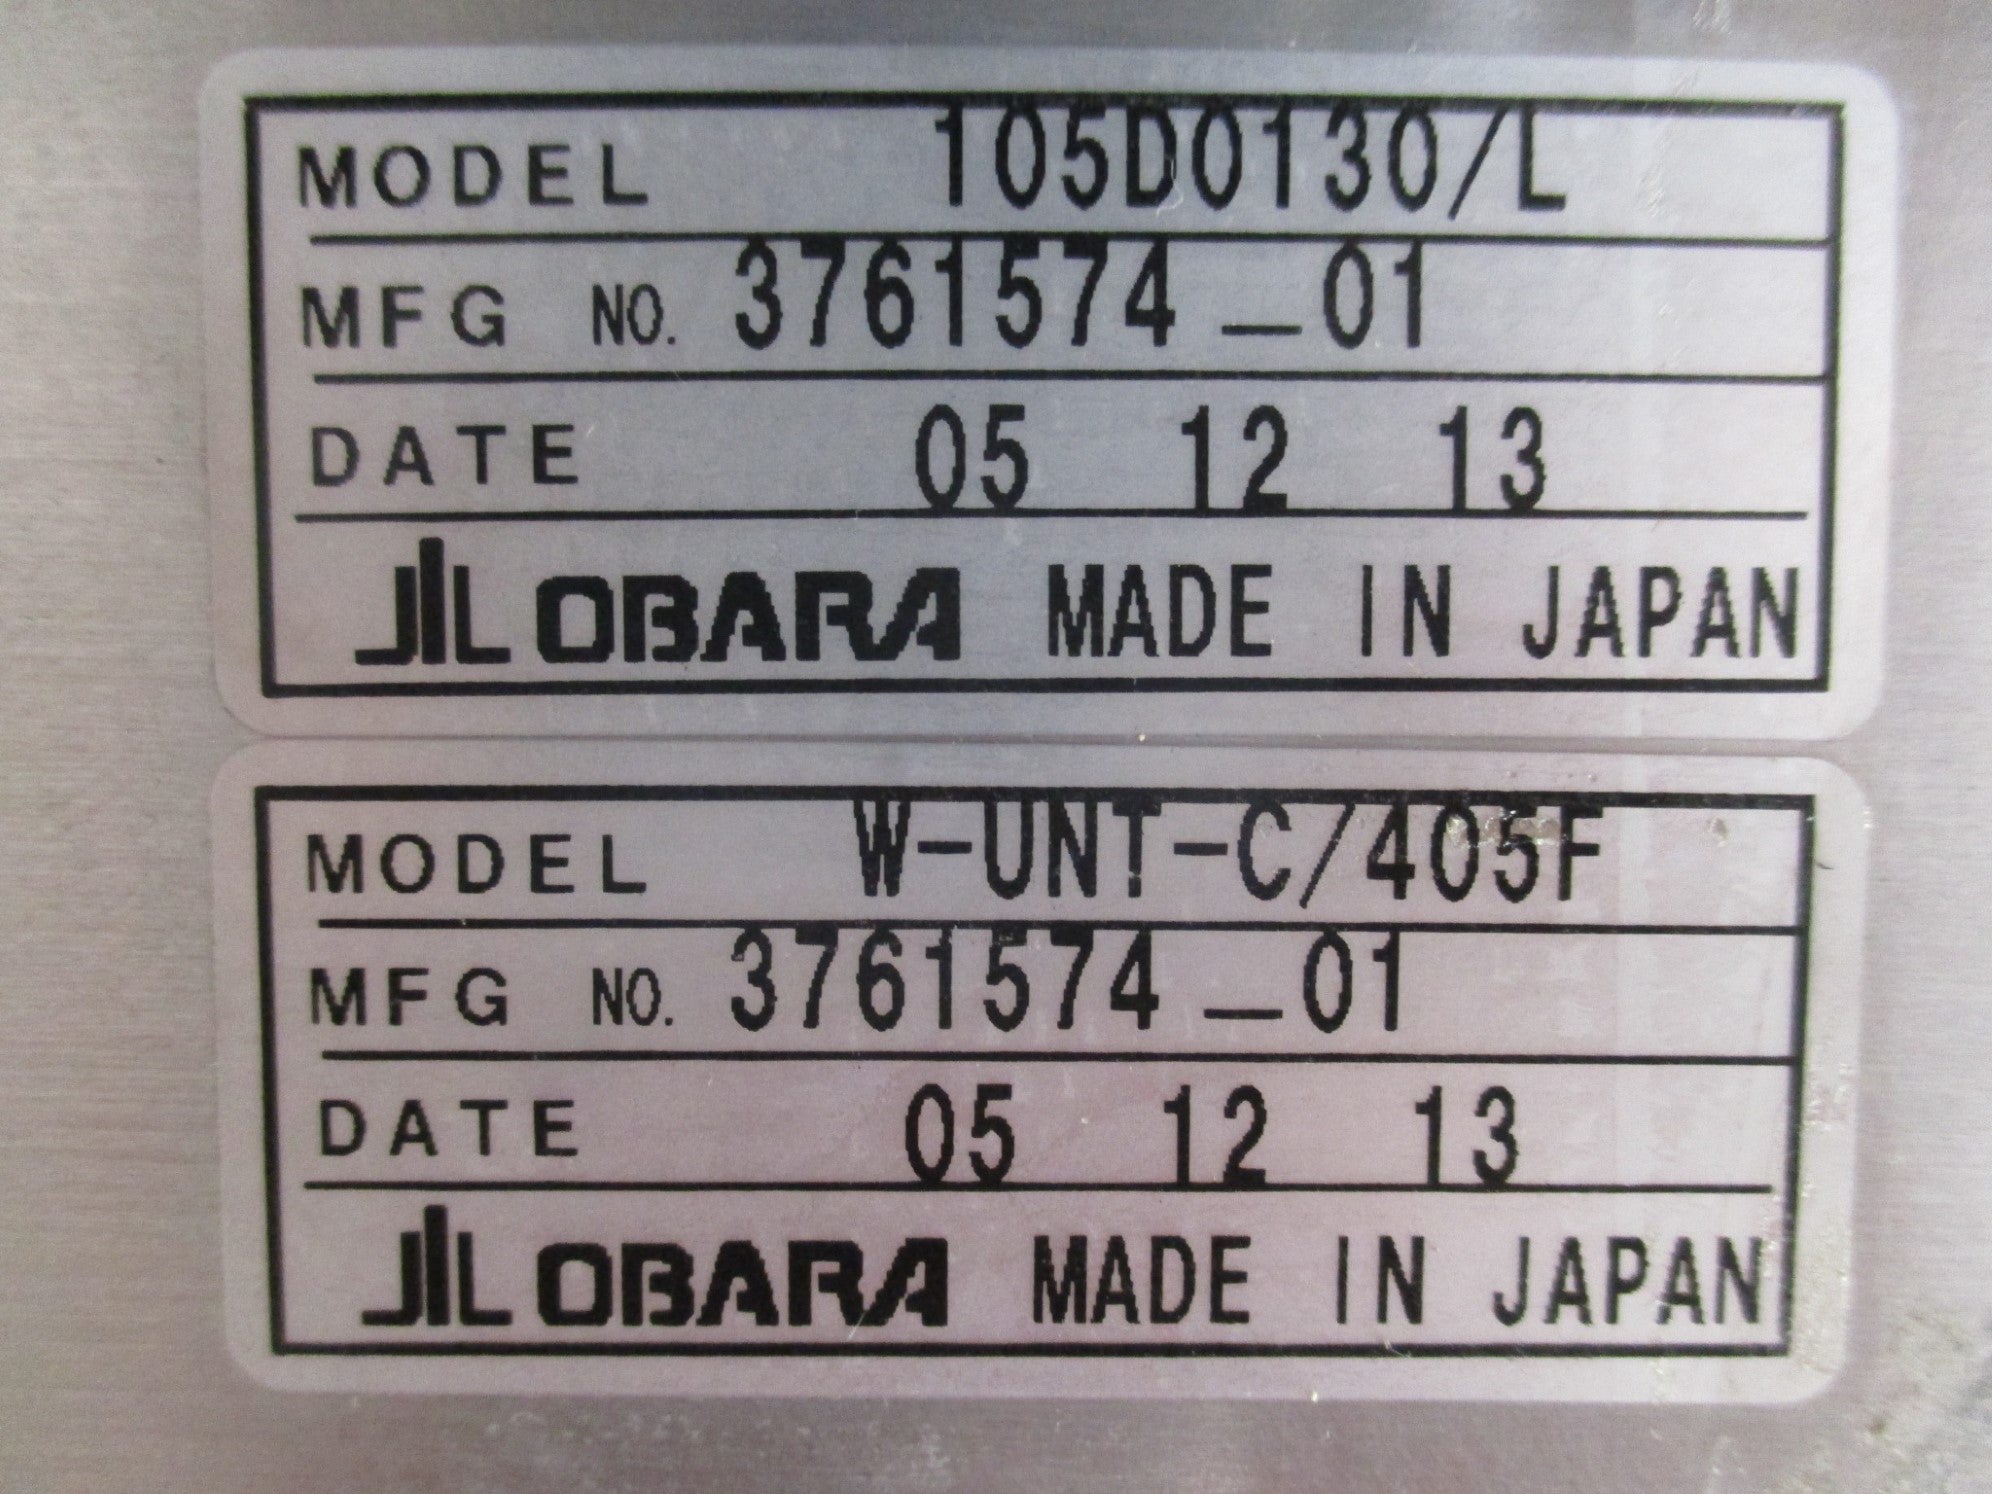 MODEL 105D0130/L
MFG NO. 3761574_01
DATE 05 12 13
OBARA MADE IN JAPAN
MODEL W-UNT-C/405F
MFG NO. 3761574_01
DATE 05 12 13
OBARA MADE IN JAPAN